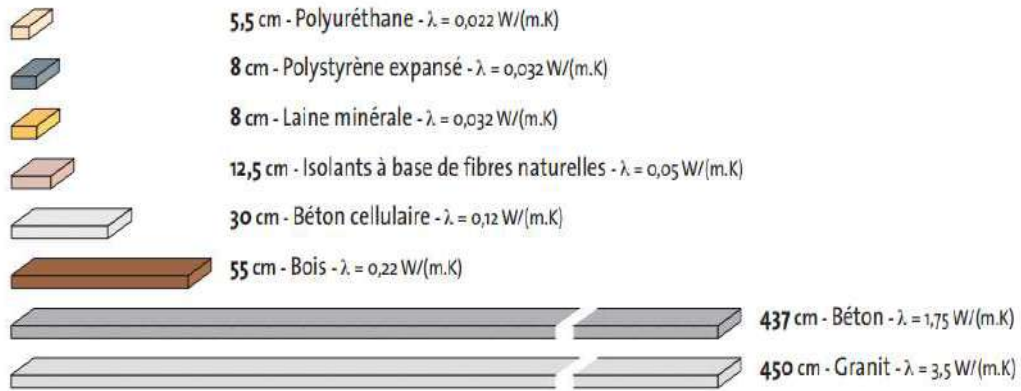 5,5 cm - Polyuréthane - λ = 0,022 W/(m.K)
8 cm - Polystyrène expansé - λ = 0,032 W/(m.K)
8 cm - Laine minérale - λ = 0,032 W/(m.K)
12,5 cm - Isolants à base de fibres naturelles - λ = 0,05 W/(m.K)
30 cm - Béton cellulaire - λ = 0,12 W/(m.K)
55 cm - Bois - λ = 0,22 W/(m.K)
437 cm - Béton - λ = 1,75 W/(m.K)
450 cm - Granit - λ = 3,5 W/(m.K)